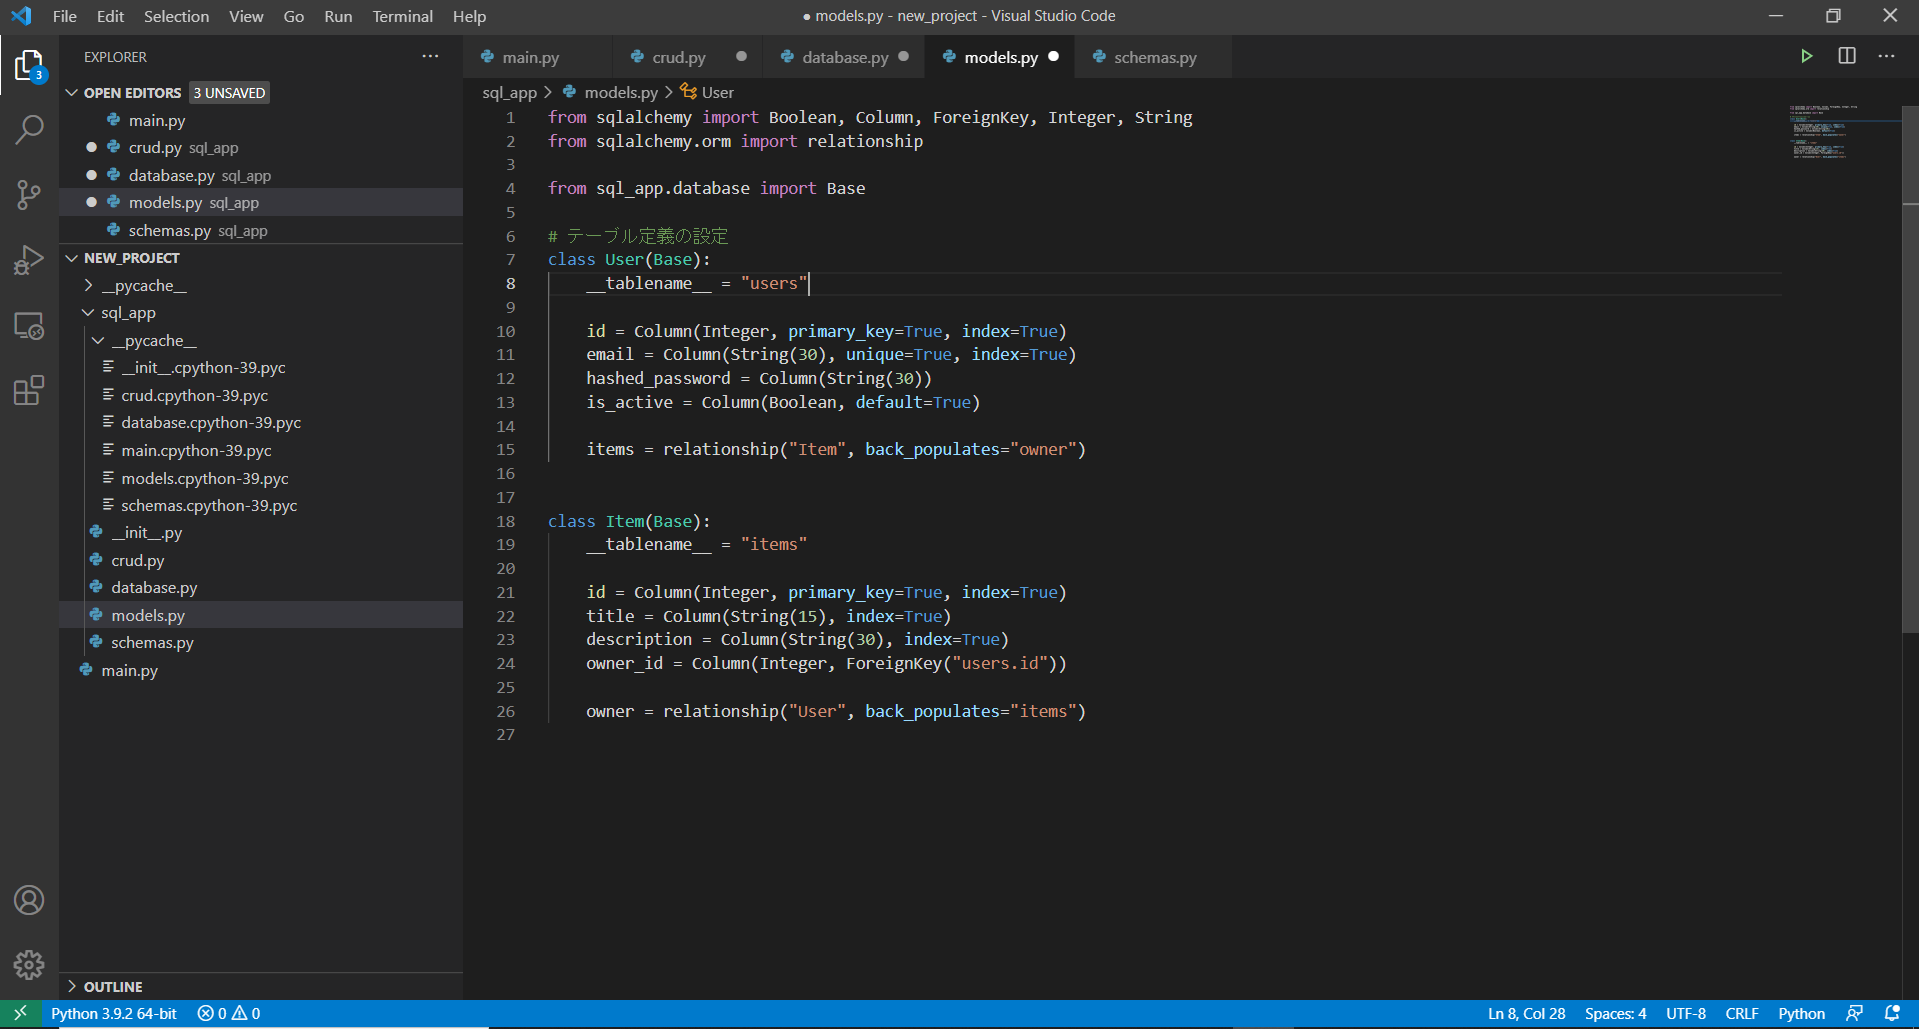 File Edit Selection View Go Run Terminal Help
● models.py - new_project - Visual Studio Code
3
EXPLORER
OPEN EDITORS 3 UNSAVED
main.py
crud.py sql_app
database.py sql_app
models.py sql_app
schemas.py sql_app
NEW_PROJECT
__pycache__
sql_app
__pycache__
__init__.cpython-39.pyc
crud.cpython-39.pyc
database.cpython-39.pyc
main.cpython-39.pyc
models.cpython-39.pyc
schemas.cpython-39.pyc
__init__.py
crud.py
database.py
models.py
schemas.py
main.py
OUTLINE
main.py crud.py database.py models.py schemas.py
sql_app > models.py > User
1 from sqlalchemy import Boolean, Column, ForeignKey, Integer, String
2 from sqlalchemy.orm import relationship
3
4 from sql_app.database import Base
5
6 # テーブル定義の設定
7 class User(Base):
8     __tablename__ = "users"
9
10     id = Column(Integer, primary_key=True, index=True)
11     email = Column(String(30), unique=True, index=True)
12     hashed_password = Column(String(30))
13     is_active = Column(Boolean, default=True)
14
15     items = relationship("Item", back_populates="owner")
16
17
18 class Item(Base):
19     __tablename__ = "items"
20
21     id = Column(Integer, primary_key=True, index=True)
22     title = Column(String(15), index=True)
23     description = Column(String(30), index=True)
24     owner_id = Column(Integer, ForeignKey("users.id"))
25
26     owner = relationship("User", back_populates="items")
27
Python 3.9.2 64-bit 0 0 Ln 8, Col 28 Spaces: 4 UTF-8 CRLF Python